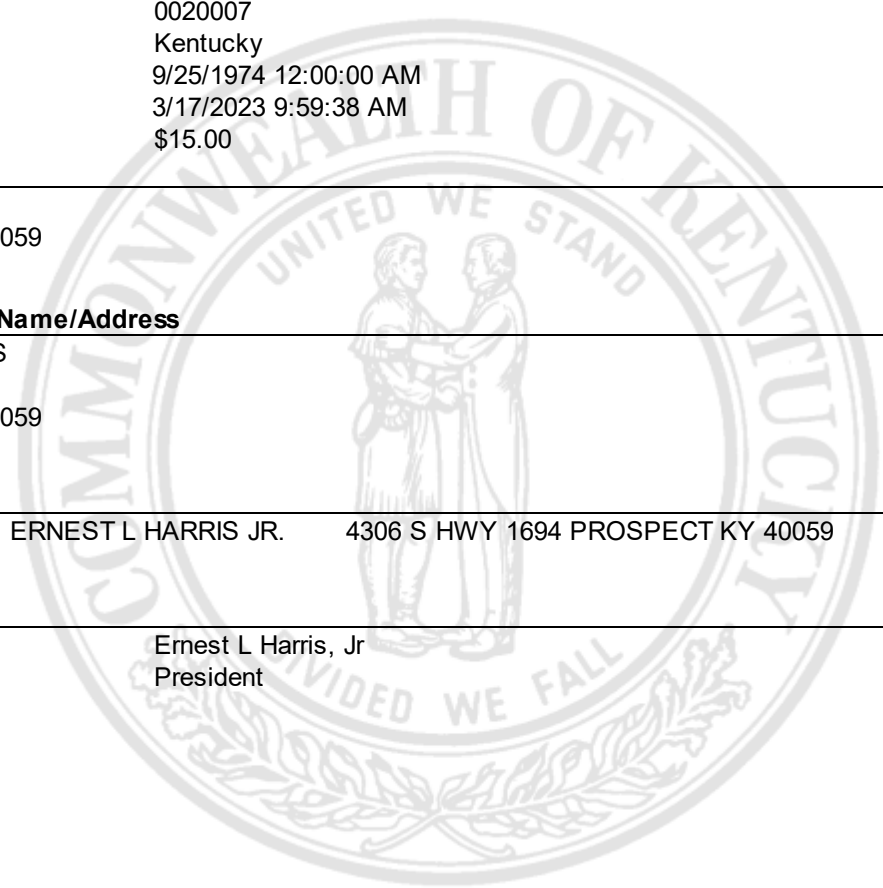 0020007
Kentucky
9/25/1974 12:00:00 AM
3/17/2023 9:59:38 AM
$15.00
059
Name/Address
S
059
ERNEST L HARRIS JR. 4306 S HWY 1694 PROSPECT KY 40059
Ernest L Harris, Jr
President
COMMONWEALTH OF KENTUCKY
UNITED WE STAND
DIVIDED WE FALL